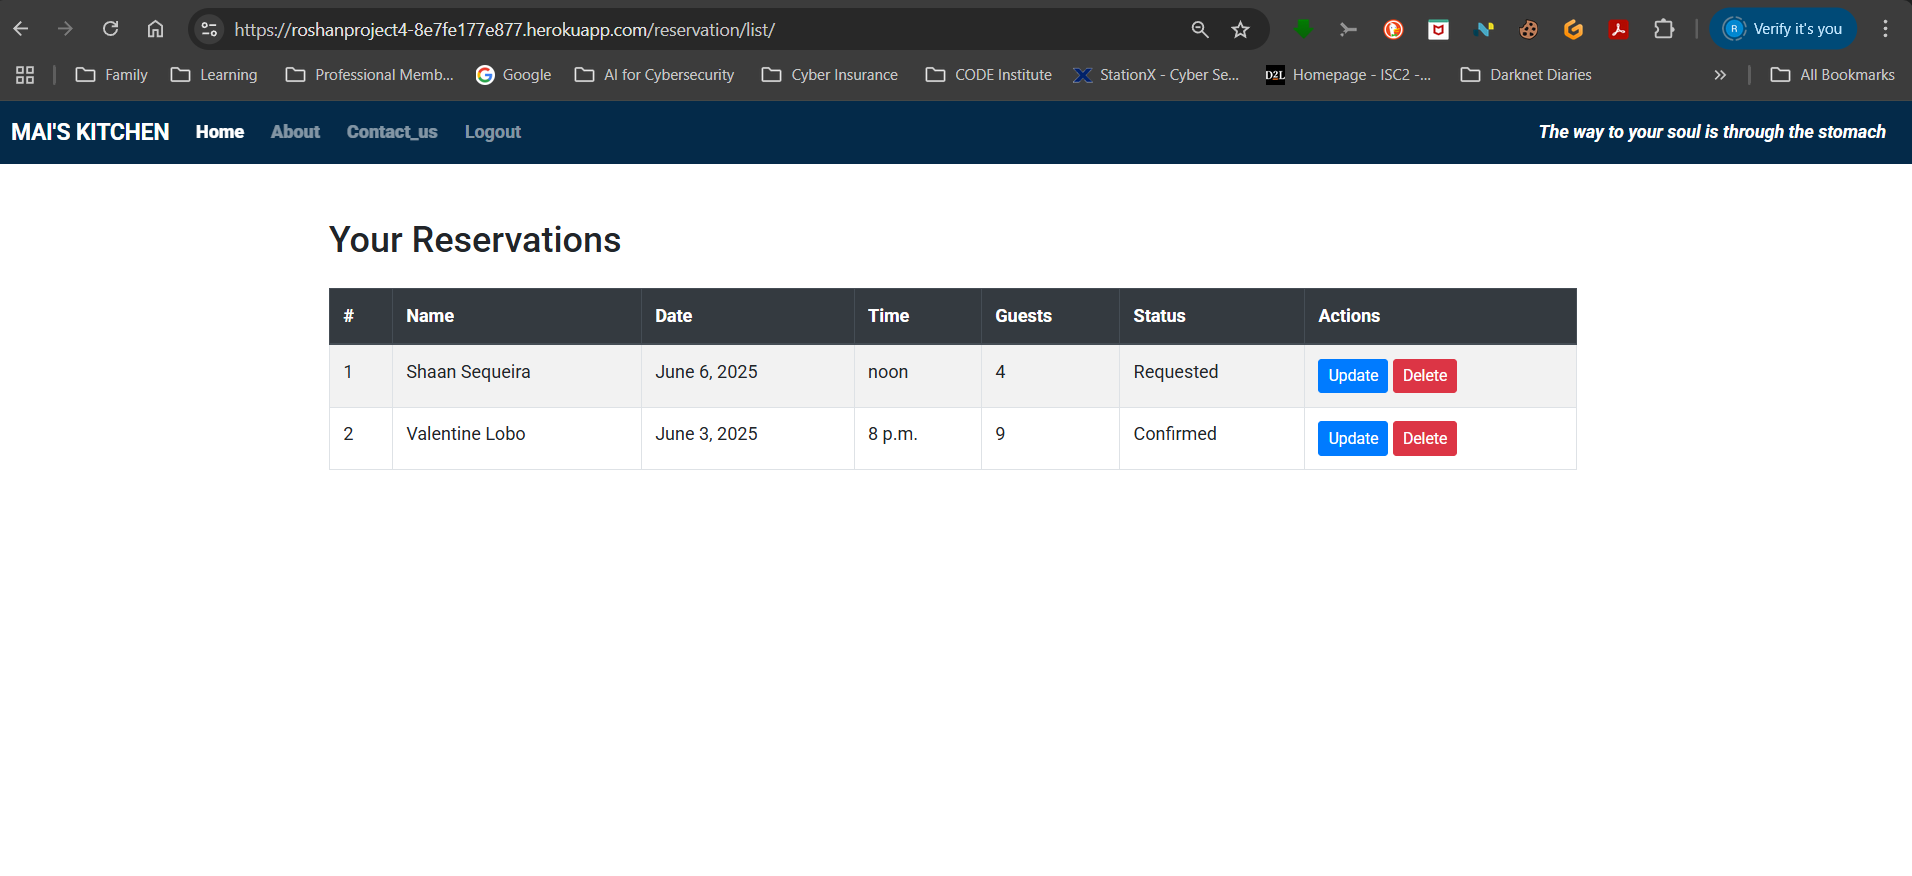 https://roshanproject4-8e7fe177e877.herokuapp.com/reservation/list/ Verify it's you
Family Learning Professional Memb... Google AI for Cybersecurity Cyber Insurance CODE Institute StationX - Cyber Se... D2L Homepage - ISC2 -... Darknet Diaries » All Bookmarks
MAI'S KITCHEN Home About Contact_us Logout The way to your soul is through the stomach
Your Reservations
# Name Date Time Guests Status Actions
1 Shaan Sequeira June 6, 2025 noon 4 Requested Update Delete
2 Valentine Lobo June 3, 2025 8 p.m. 9 Confirmed Update Delete